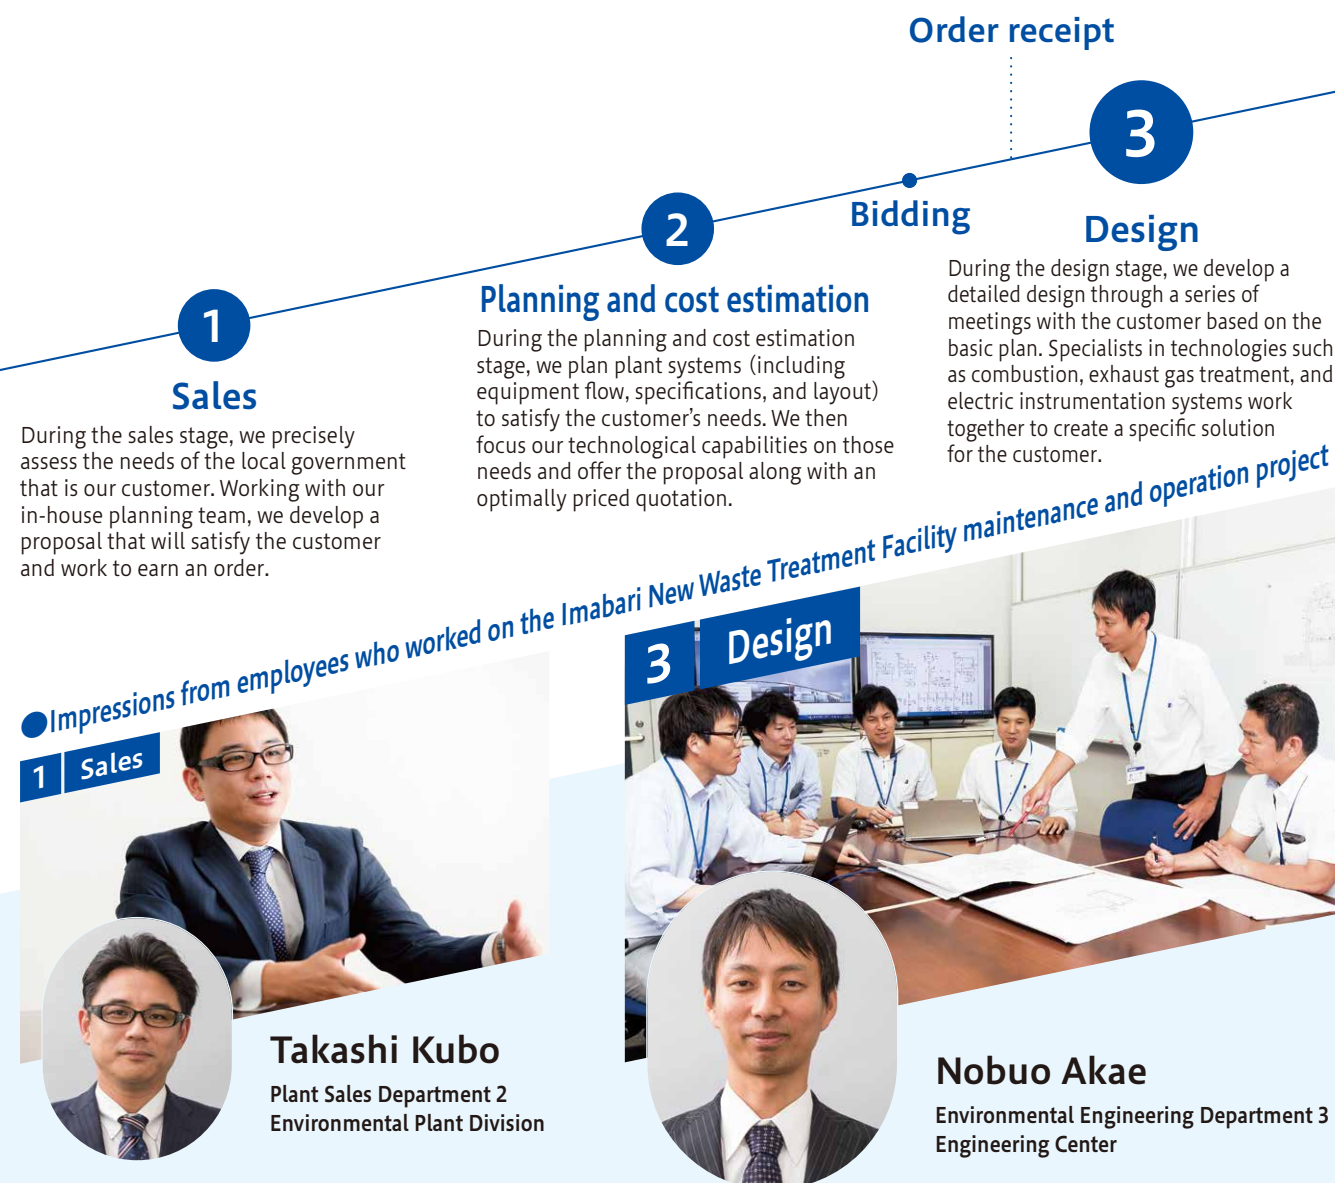 Order receipt
3
2
Bidding
Design
During the design stage, we develop a
detailed design through a series of
meetings with the customer based on the
basic plan. Specialists in technologies such
as combustion, exhaust gas treatment, and
electric instrumentation systems work
together to create a specific solution
for the customer.
Planning and cost estimation
During the planning and cost estimation
stage, we plan plant systems (including
equipment flow, specifications, and layout)
to satisfy the customer's needs. We then
focus our technological capabilities on those
needs and offer the proposal along with an
optimally priced quotation.
1
Sales
During the sales stage, we precisely
assess the needs of the local government
that is our customer. Working with our
in-house planning team, we develop a
proposal that will satisfy the customer
and work to earn an order.
●Impressions from employees who worked on the Imabari New Waste Treatment Facility maintenance and operation project
1 Sales
3 Design
Takashi Kubo
Plant Sales Department 2
Environmental Plant Division
Nobuo Akae
Environmental Engineering Department 3
Engineering Center